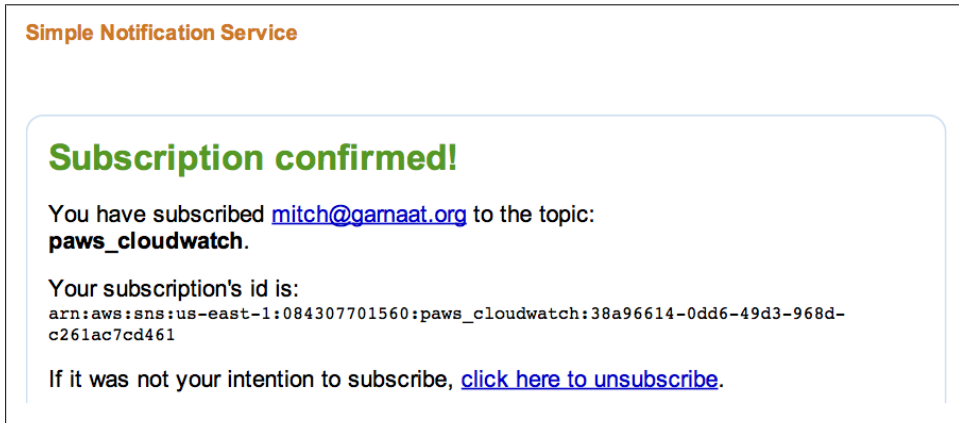 Simple Notification Service
Subscription confirmed!
You have subscribed mitch@garnaat.org to the topic:
paws_cloudwatch.
Your subscription's id is:
arn:aws:sns:us-east-1:084307701560:paws_cloudwatch:38a96614-0dd6-49d3-968d-
c261ac7cd461
If it was not your intention to subscribe, click here to unsubscribe.